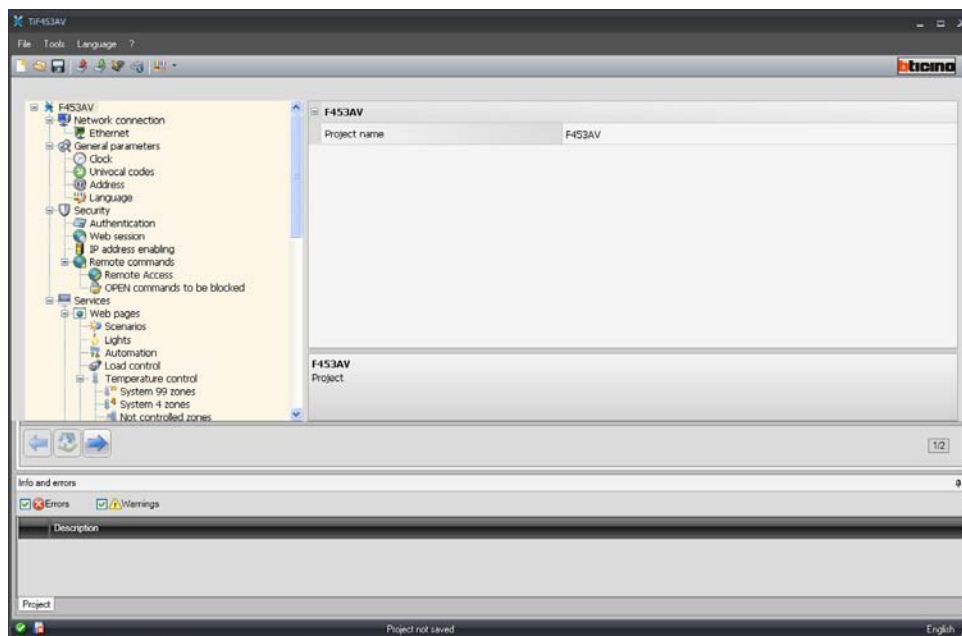 TiF453AV
File Tools Language ?
bticino
F453AV
Network connection
Ethernet
General parameters
Clock
Univocal codes
Address
Language
Security
Authentication
Web session
IP address enabling
Remote commands
Remote Access
OPEN commands to be blocked
Services
Web pages
Scenarios
Lights
Automation
Load control
Temperature control
System 99 zones
System 4 zones
Not controlled zones
F453AV
Project name F453AV
F453AV
Project
1/2
Info and errors
Errors Warnings
Description
Project
Project not saved English